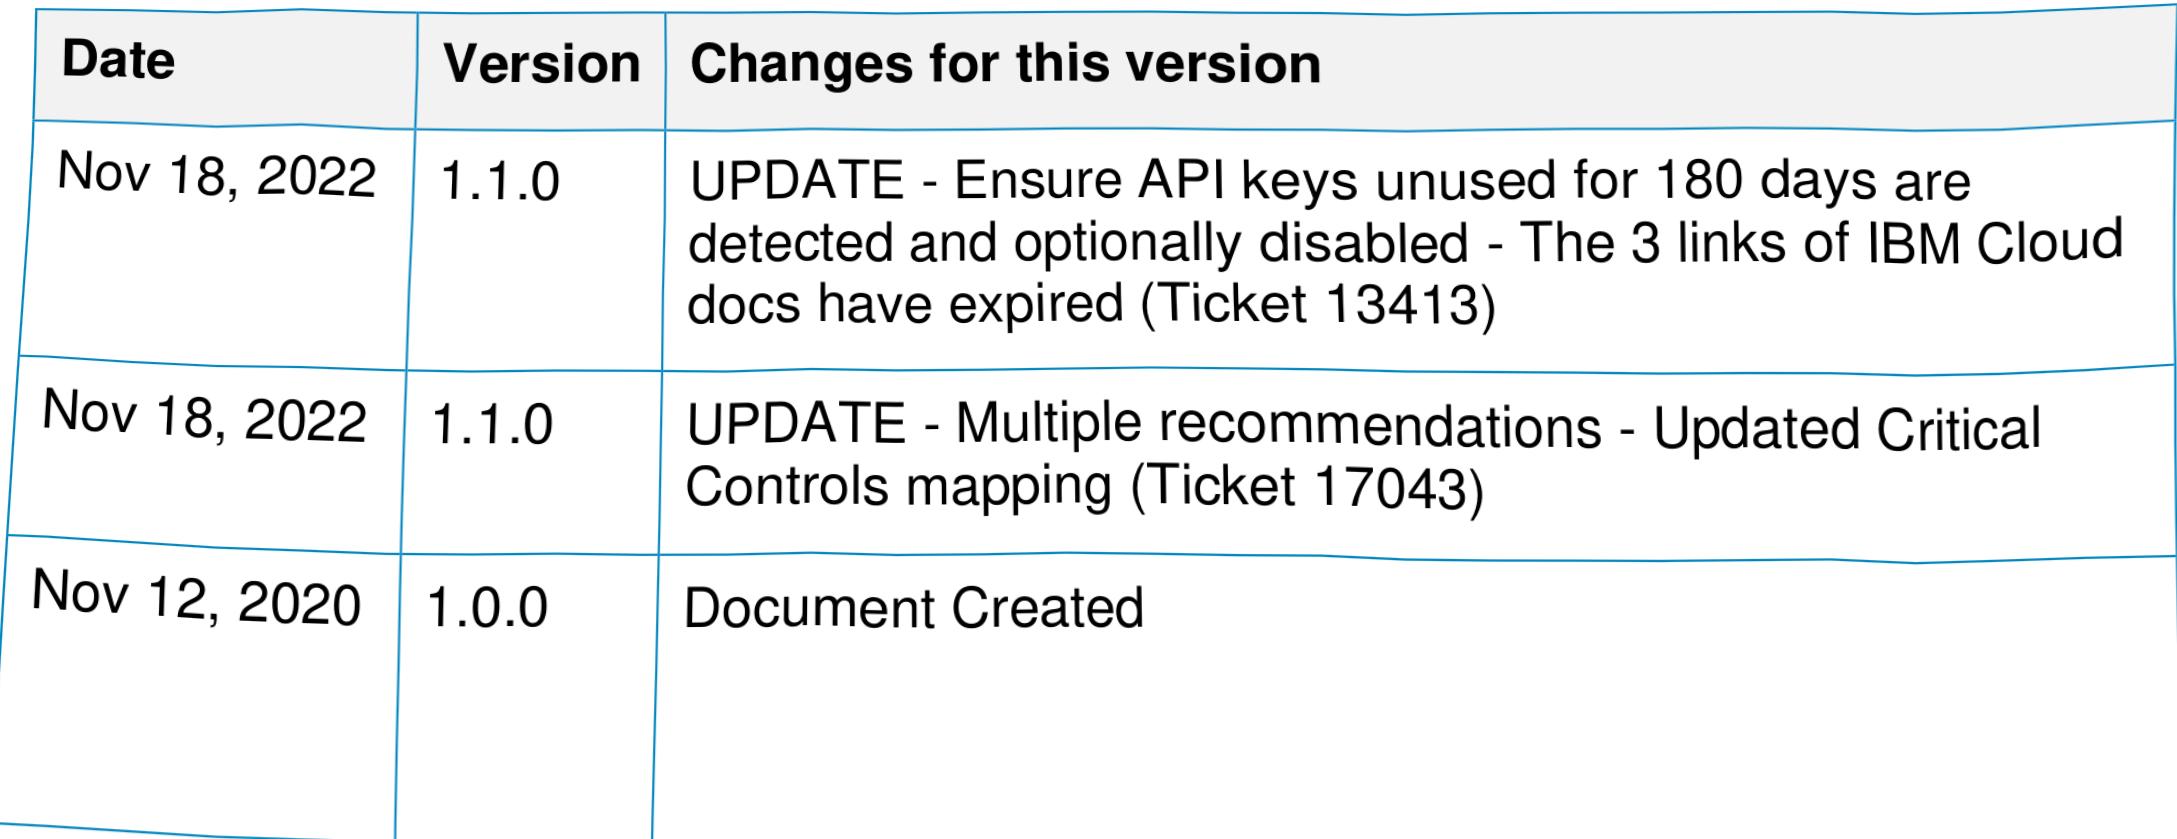 Date Version Changes for this version
Nov 18, 2022 1.1.0 UPDATE - Ensure API keys unused for 180 days are
detected and optionally disabled - The 3 links of IBM Cloud
docs have expired (Ticket 13413)
Nov 18, 2022 1.1.0 UPDATE - Multiple recommendations - Updated Critical
Controls mapping (Ticket 17043)
Nov 12, 2020 1.0.0 Document Created